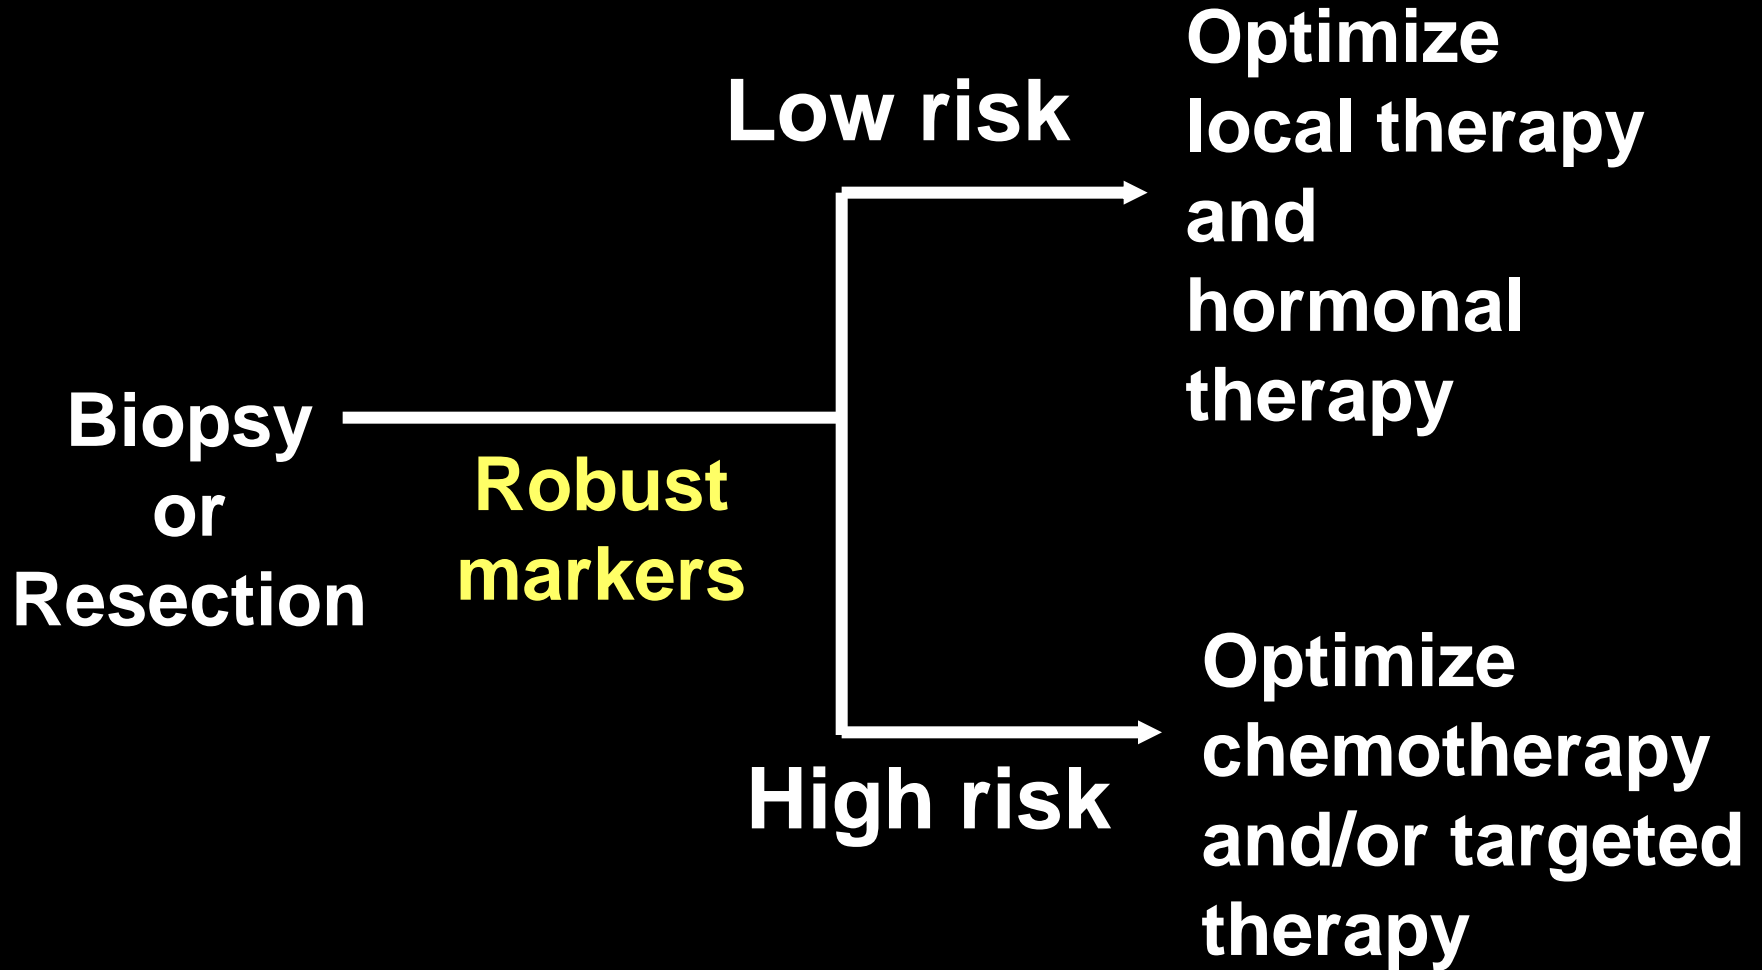 Biopsy
or
Resection
Robust
markers
Low risk
Optimize
local therapy
and
hormonal
therapy
High risk
Optimize
chemotherapy
and/or targeted
therapy